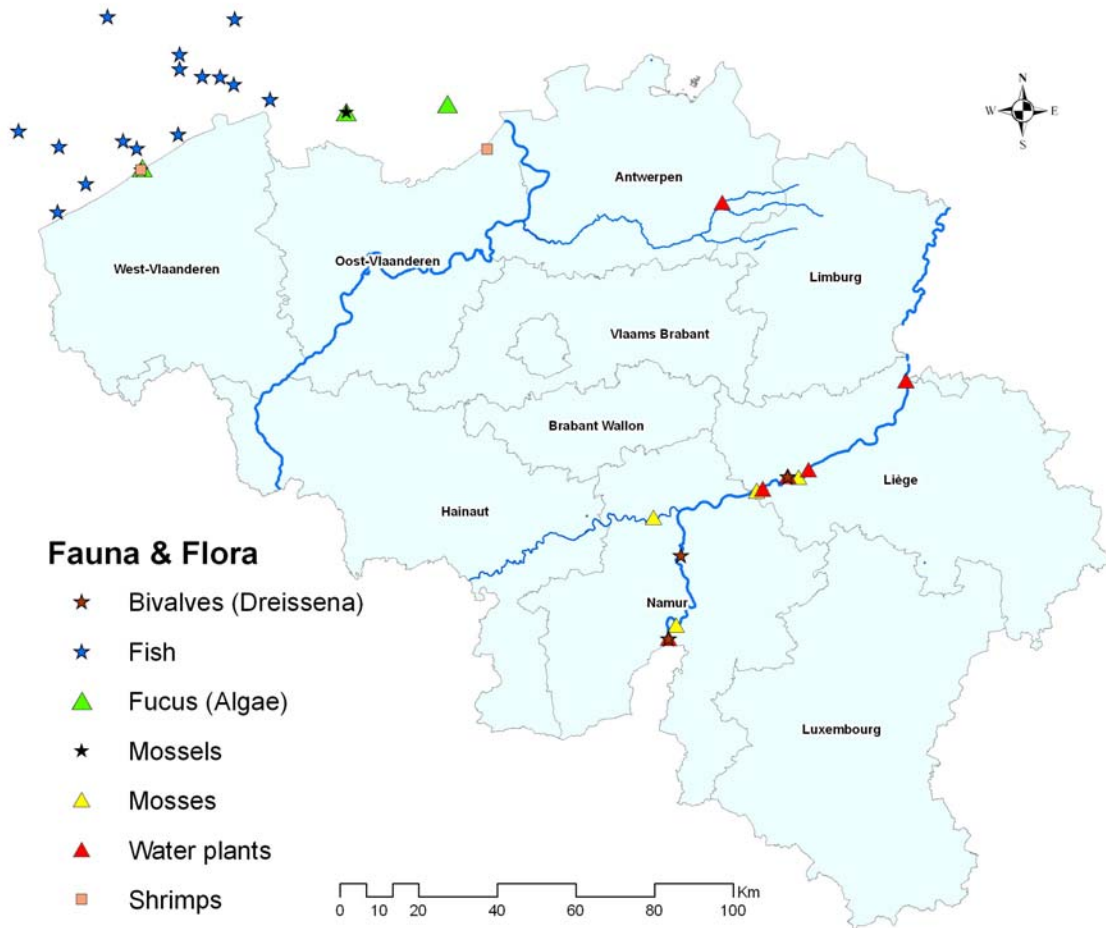 N
W E
S
Antwerpen
West-Vlaanderen
Oost-Vlaanderen
Limburg
Vlaams Brabant
Brabant Wallon
Liège
Hainaut
Namur
Luxembourg
Fauna & Flora
Bivalves (Dreissena)
Fish
Fucus (Algae)
Mossels
Mosses
Water plants
Shrimps
Km
0 10 20 40 60 80 100